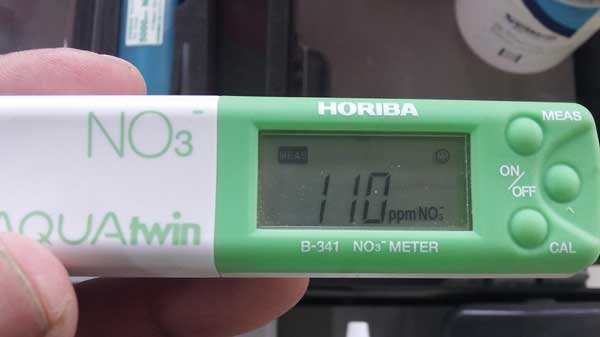 HORIBA
NO3-
AQUAtwin
MEAS
110 ppm NO3-
B-341 NO3- METER
MEAS
ON/OFF
CAL